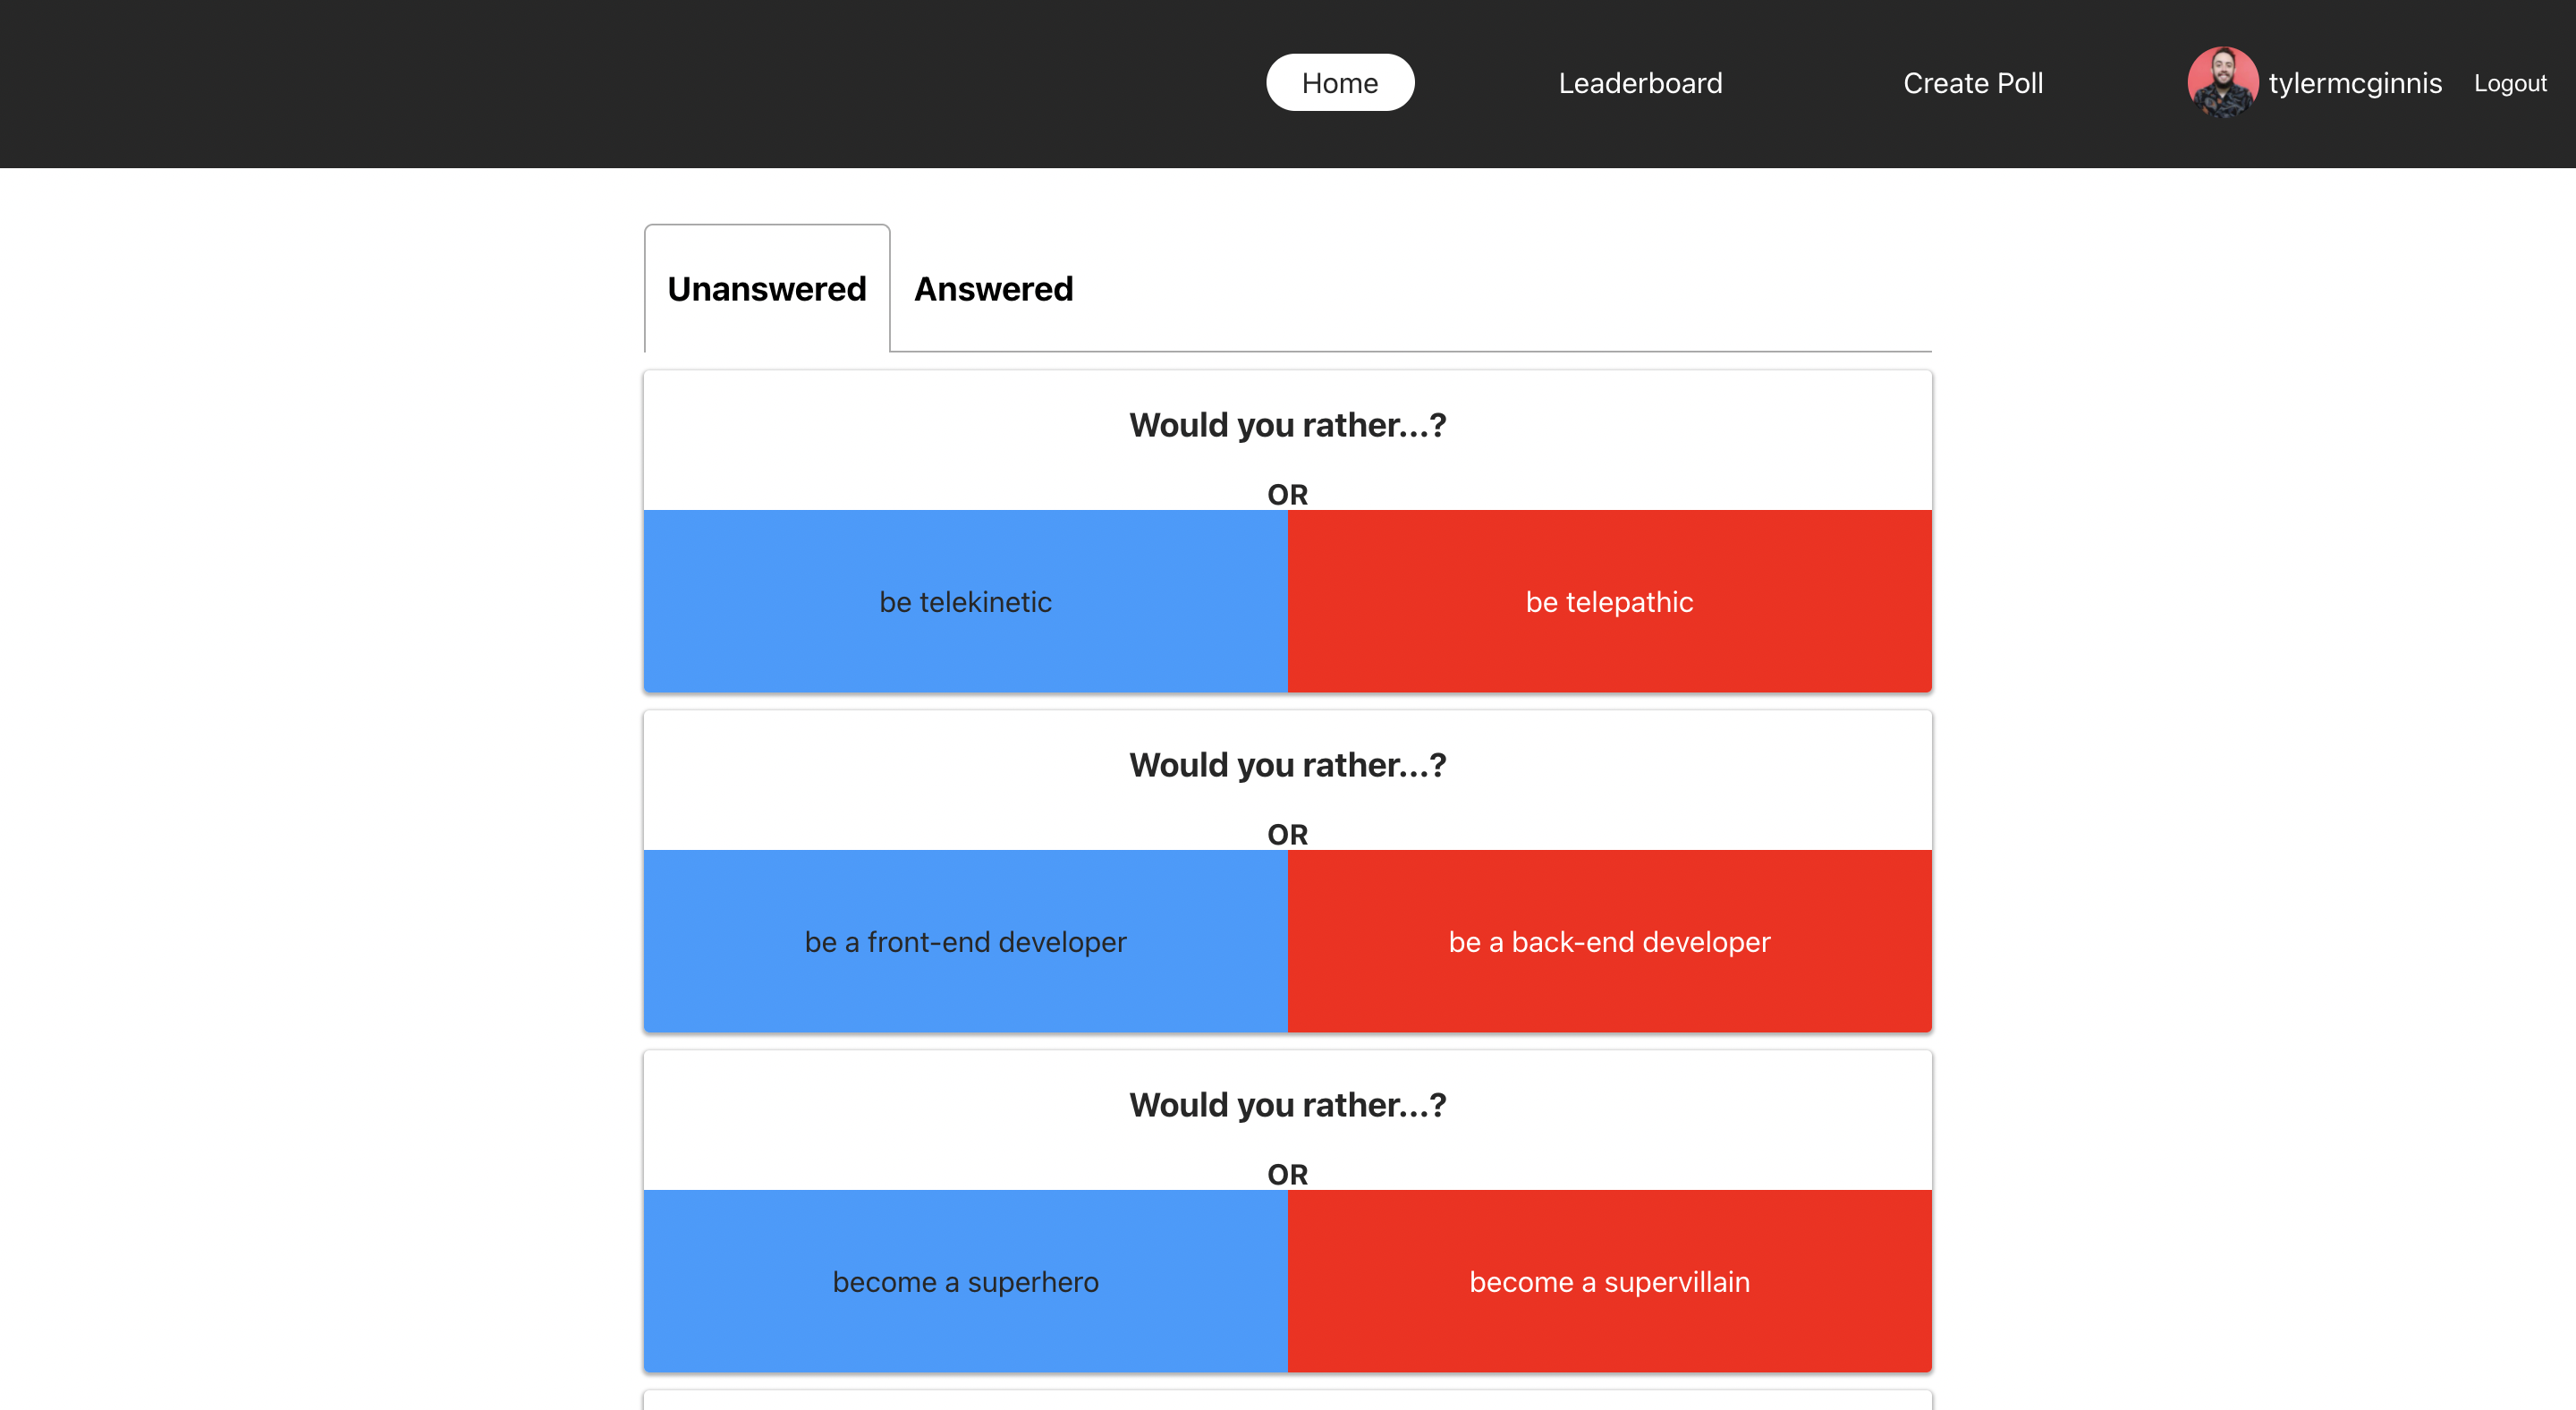 Home Leaderboard Create Poll tylermcginnis Logout
Unanswered Answered
Would you rather...?
OR
be telekinetic be telepathic
Would you rather...?
OR
be a front-end developer be a back-end developer
Would you rather...?
OR
become a superhero become a supervillain